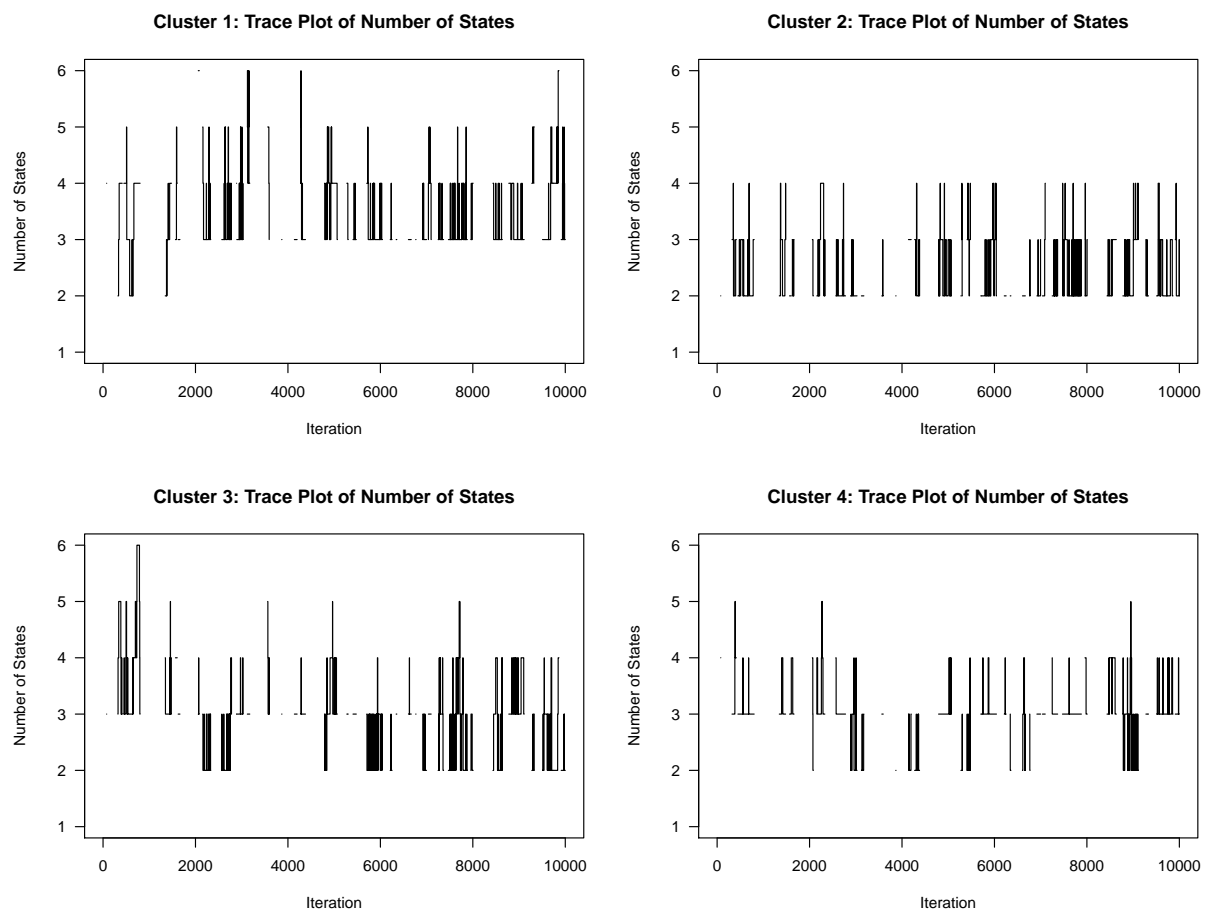 Cluster 1: Trace Plot of Number of States
Number of States
6
5
4
3
2
1
0 2000 4000 6000 8000 10000
Iteration
Cluster 2: Trace Plot of Number of States
Number of States
6
5
4
3
2
1
0 2000 4000 6000 8000 10000
Iteration
Cluster 3: Trace Plot of Number of States
Number of States
6
5
4
3
2
1
0 2000 4000 6000 8000 10000
Iteration
Cluster 4: Trace Plot of Number of States
Number of States
6
5
4
3
2
1
0 2000 4000 6000 8000 10000
Iteration